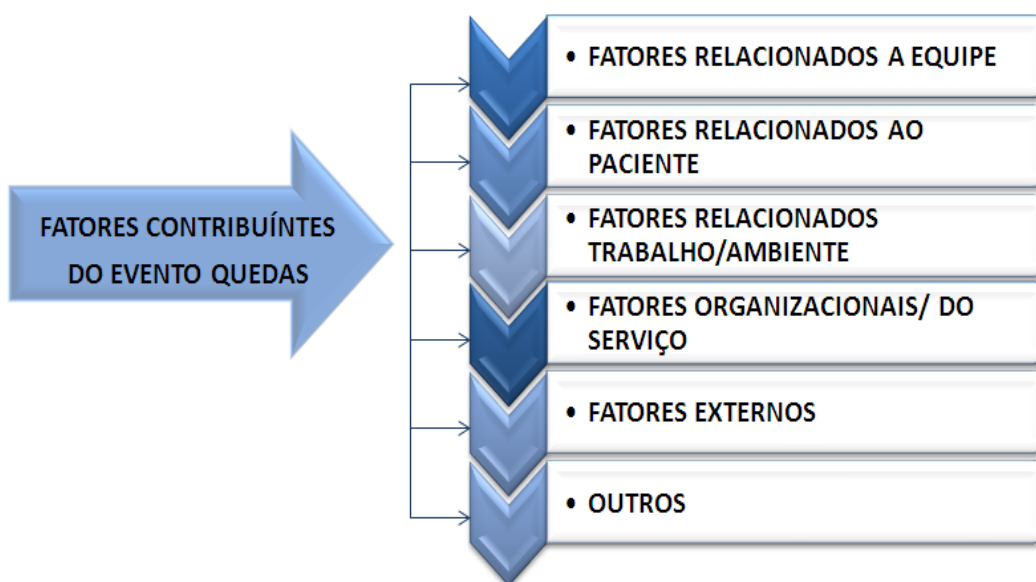 FATORES CONTRIBUÍNTES
DO EVENTO QUEDAS
• FATORES RELACIONADOS A EQUIPE
• FATORES RELACIONADOS AO
PACIENTE
• FATORES RELACIONADOS
TRABALHO/AMBIENTE
• FATORES ORGANIZACIONAIS/ DO
SERVIÇO
• FATORES EXTERNOS
• OUTROS